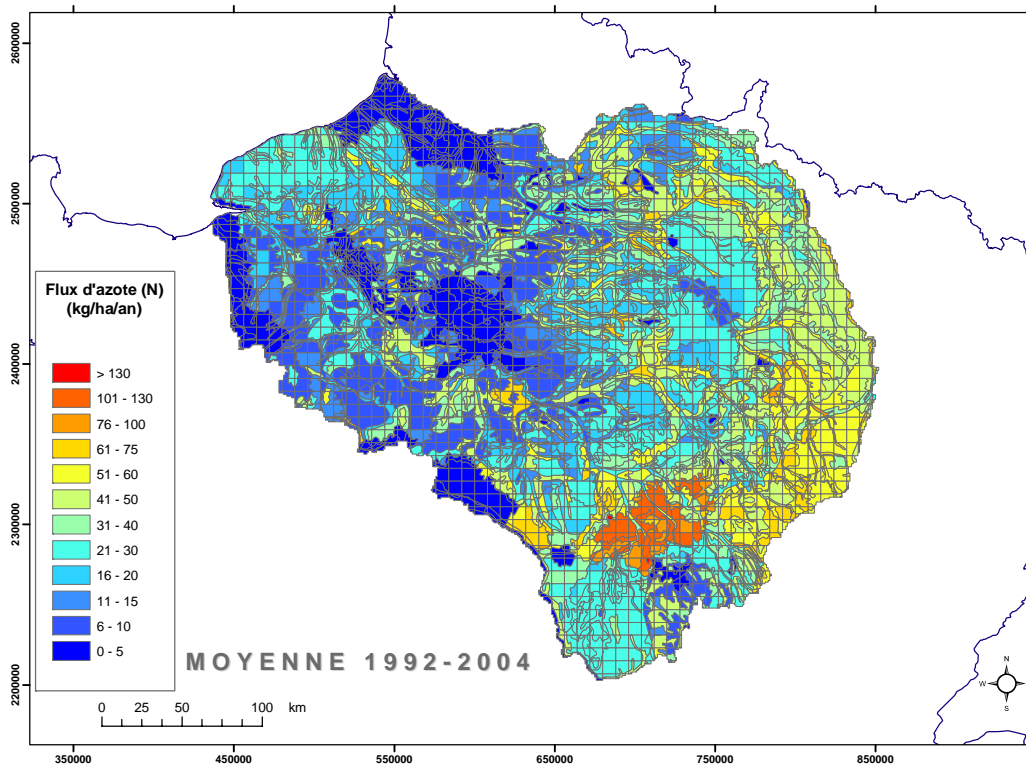 2600000
2500000
2400000
2300000
2200000
Flux d'azote (N)
(kg/ha/an)
> 130
101 - 130
76 - 100
61 - 75
51 - 60
41 - 50
31 - 40
21 - 30
16 - 20
11 - 15
6 - 10
0 - 5
MOYENNE 1992-2004
0 25 50 100 km
N
W E
S
350000 450000 550000 650000 750000 850000